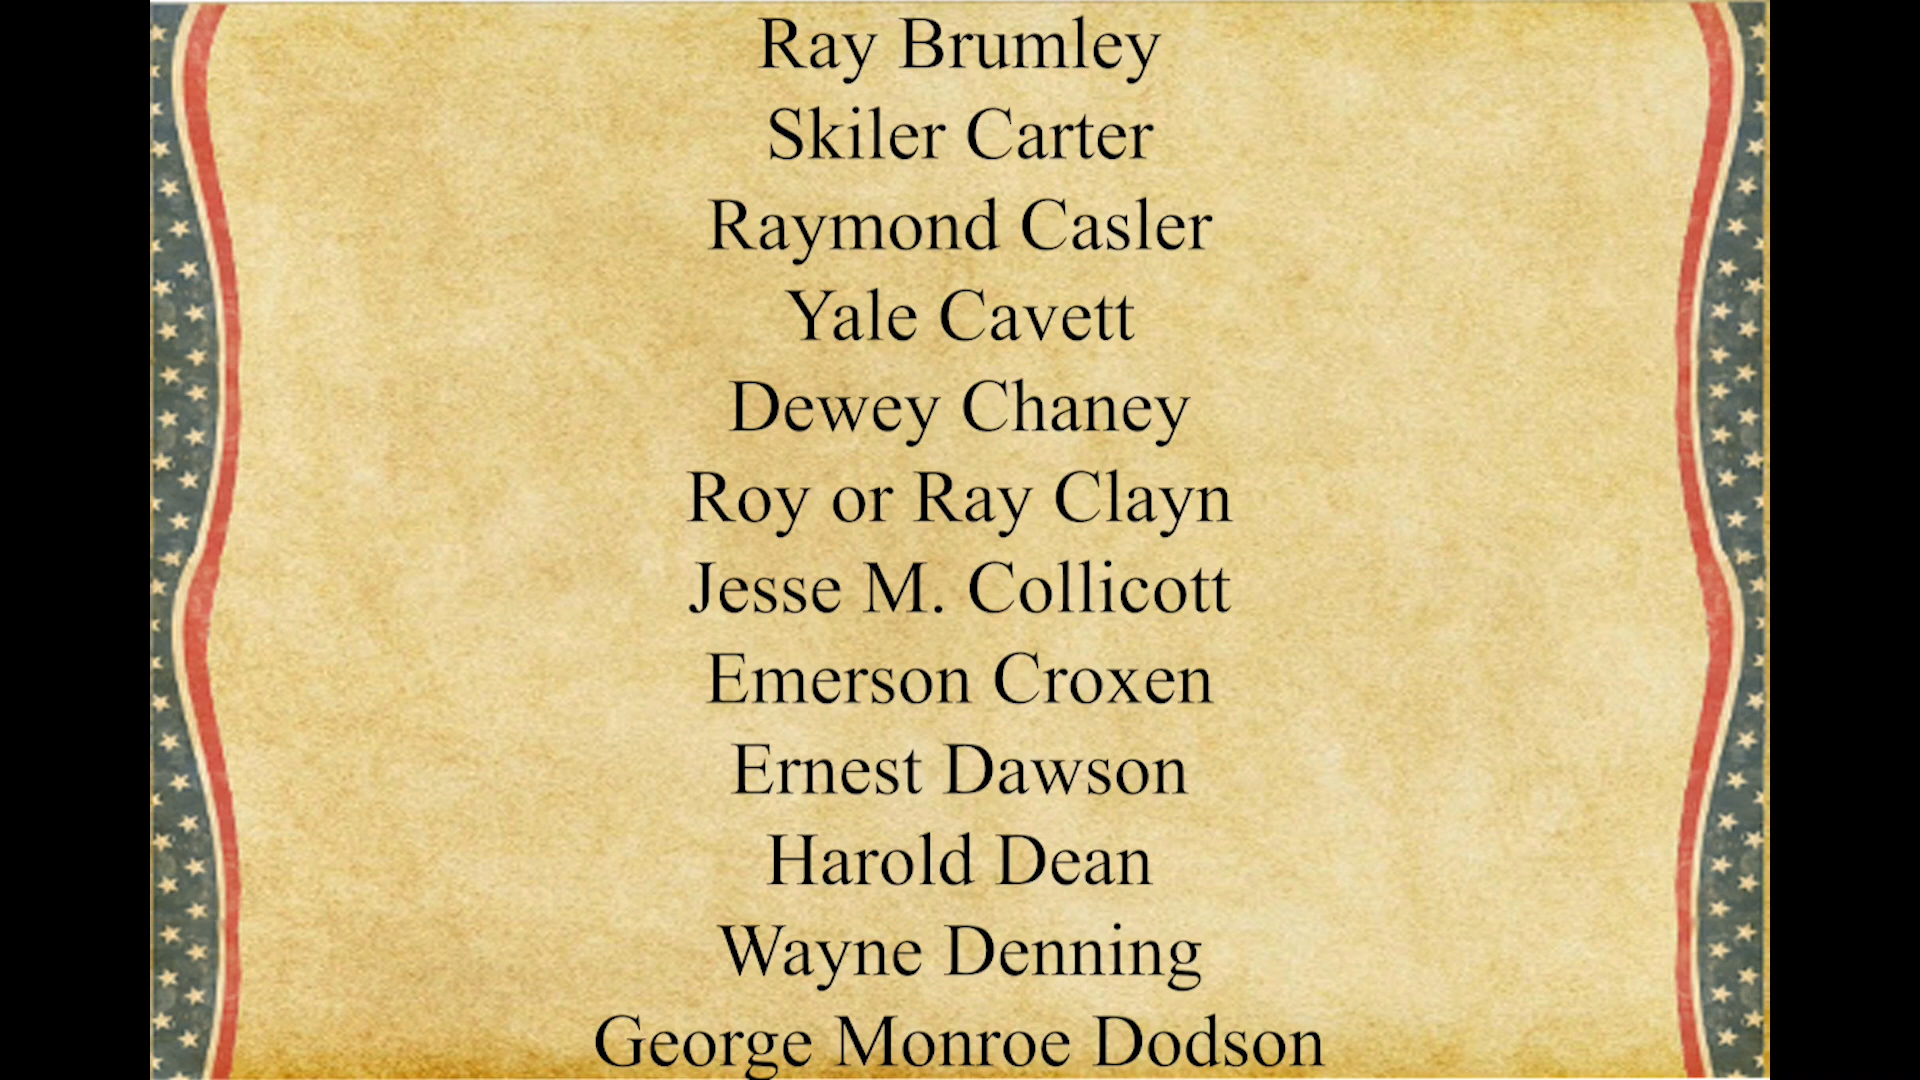 Ray Brumley
Skiler Carter
Raymond Casler
Yale Cavett
Dewey Chaney
Roy or Ray Clayn
Jesse M. Collicott
Emerson Croxen
Ernest Dawson
Harold Dean
Wayne Denning
George Monroe Dodson